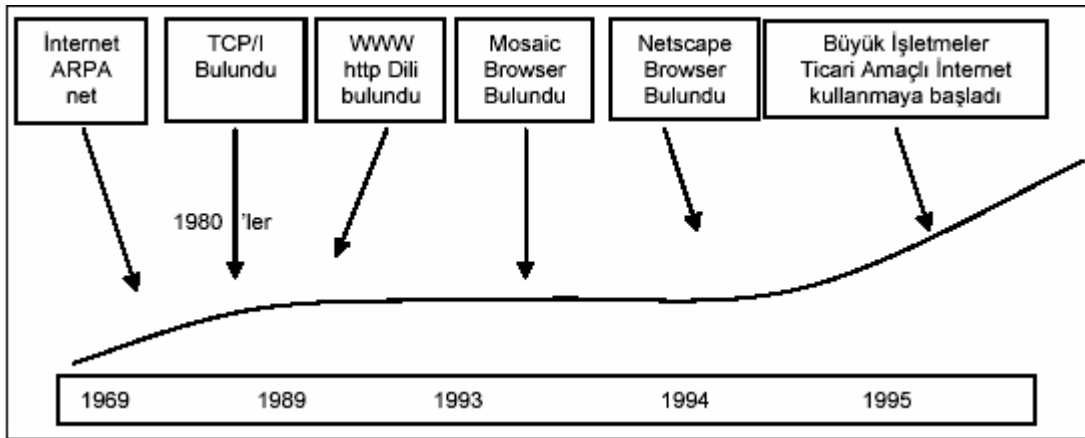 İnternet
ARPA
net
TCP/I
Bulundu
WWW
http Dili
bulundu
Mosaic
Browser
Bulundu
Netscape
Browser
Bulundu
Büyük İşletmeler
Ticari Amaçlı İnternet
kullanmaya başladı
1980 'ler
1969 1989 1993 1994 1995